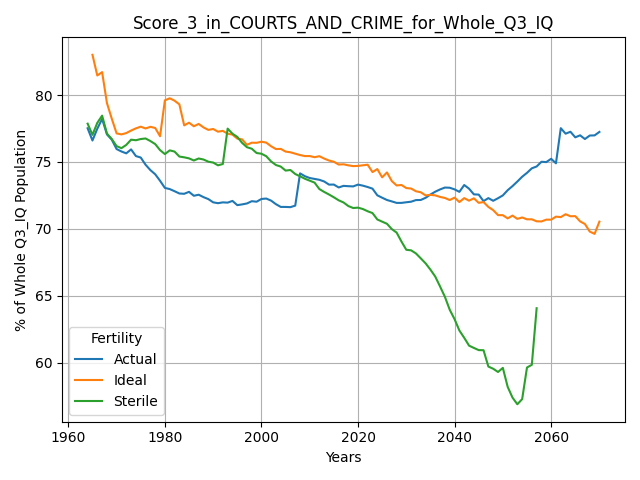 Score_3_in_COURTS_AND_CRIME_for_Whole_Q3_IQ
% of Whole Q3_IQ Population
80
75
70
65
60
Fertility
Actual
Ideal
Sterile
1960 1980 2000 2020 2040 2060
Years